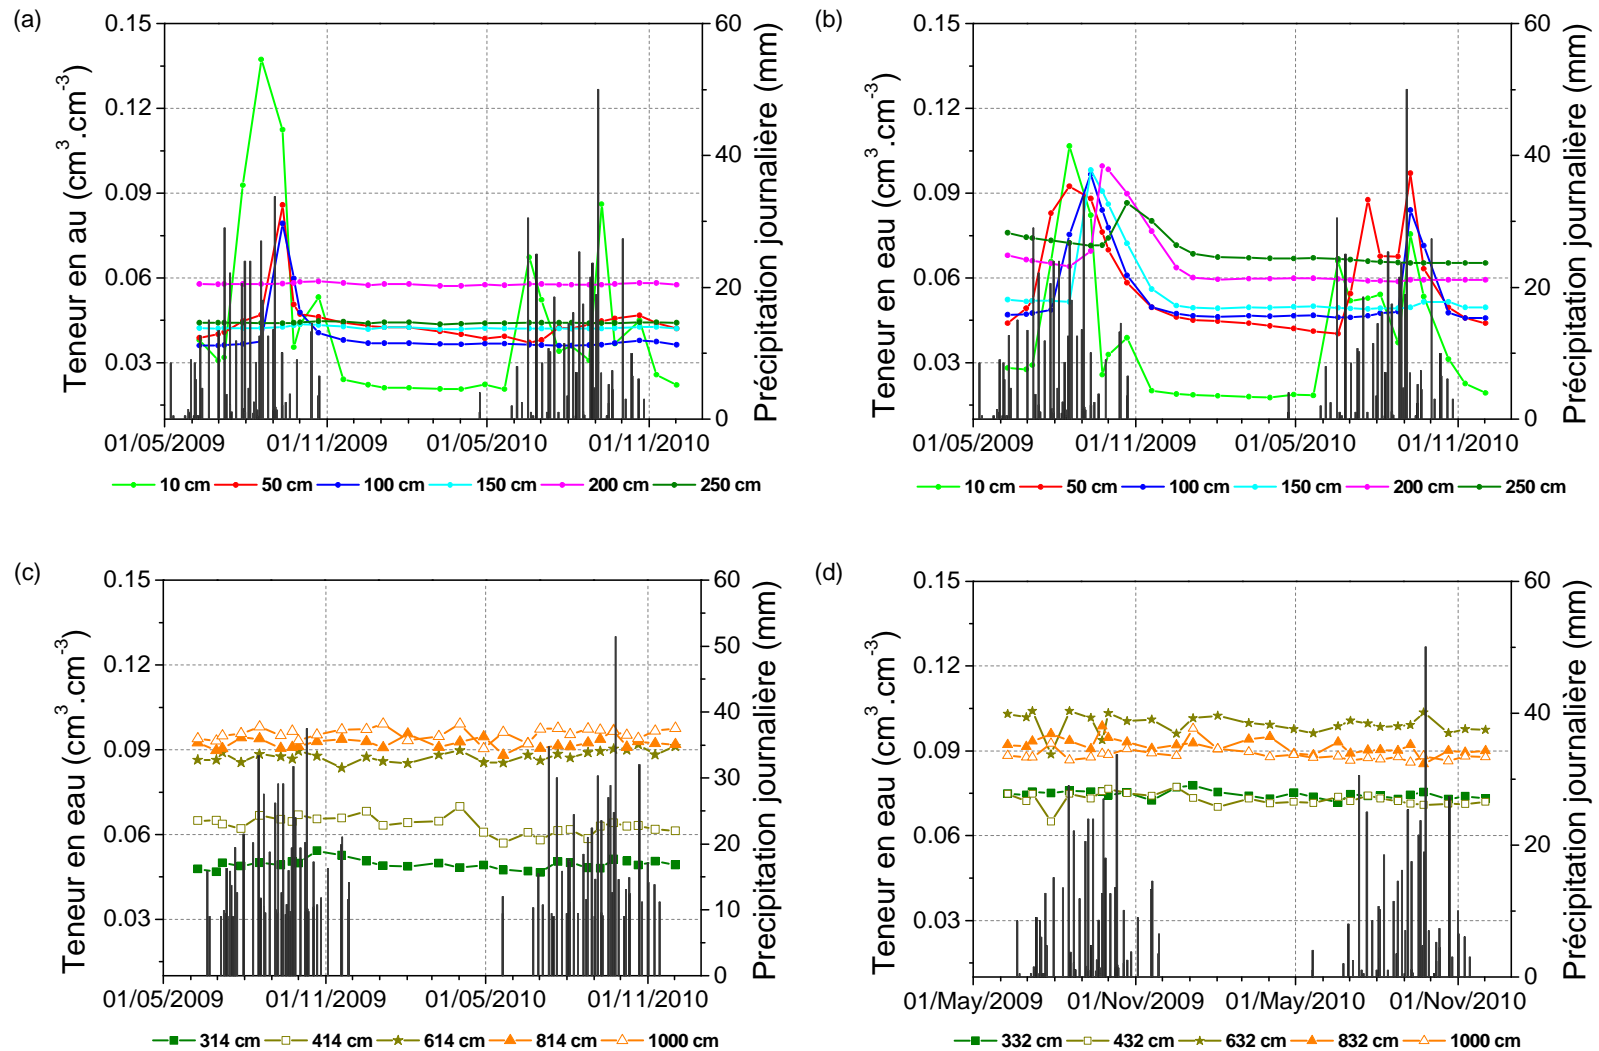 (a)
0.15
0.12
0.09
0.06
0.03
Teneur en au (cm³.cm⁻³)
60
40
20
0
Précipitation journalière (mm)
01/05/2009 01/11/2009 01/05/2010 01/11/2010
10 cm 50 cm 100 cm 150 cm 200 cm 250 cm
(b)
0.15
0.12
0.09
0.06
0.03
Teneur en eau (cm³.cm⁻³)
60
40
20
0
Précipitation journalière (mm)
01/05/2009 01/11/2009 01/05/2010 01/11/2010
10 cm 50 cm 100 cm 150 cm 200 cm 250 cm
(c)
0.15
0.12
0.09
0.06
0.03
Teneur en eau (cm³.cm⁻³)
60
50
40
30
20
10
0
Precipitation journalière (mm)
01/05/2009 01/11/2009 01/05/2010 01/11/2010
314 cm 414 cm 614 cm 814 cm 1000 cm
(d)
0.15
0.12
0.09
0.06
0.03
Teneur en eau (cm³.cm⁻³)
60
40
20
0
Précipitation journalière (mm)
01/May/2009 01/Nov/2009 01/May/2010 01/Nov/2010
332 cm 432 cm 632 cm 832 cm 1000 cm